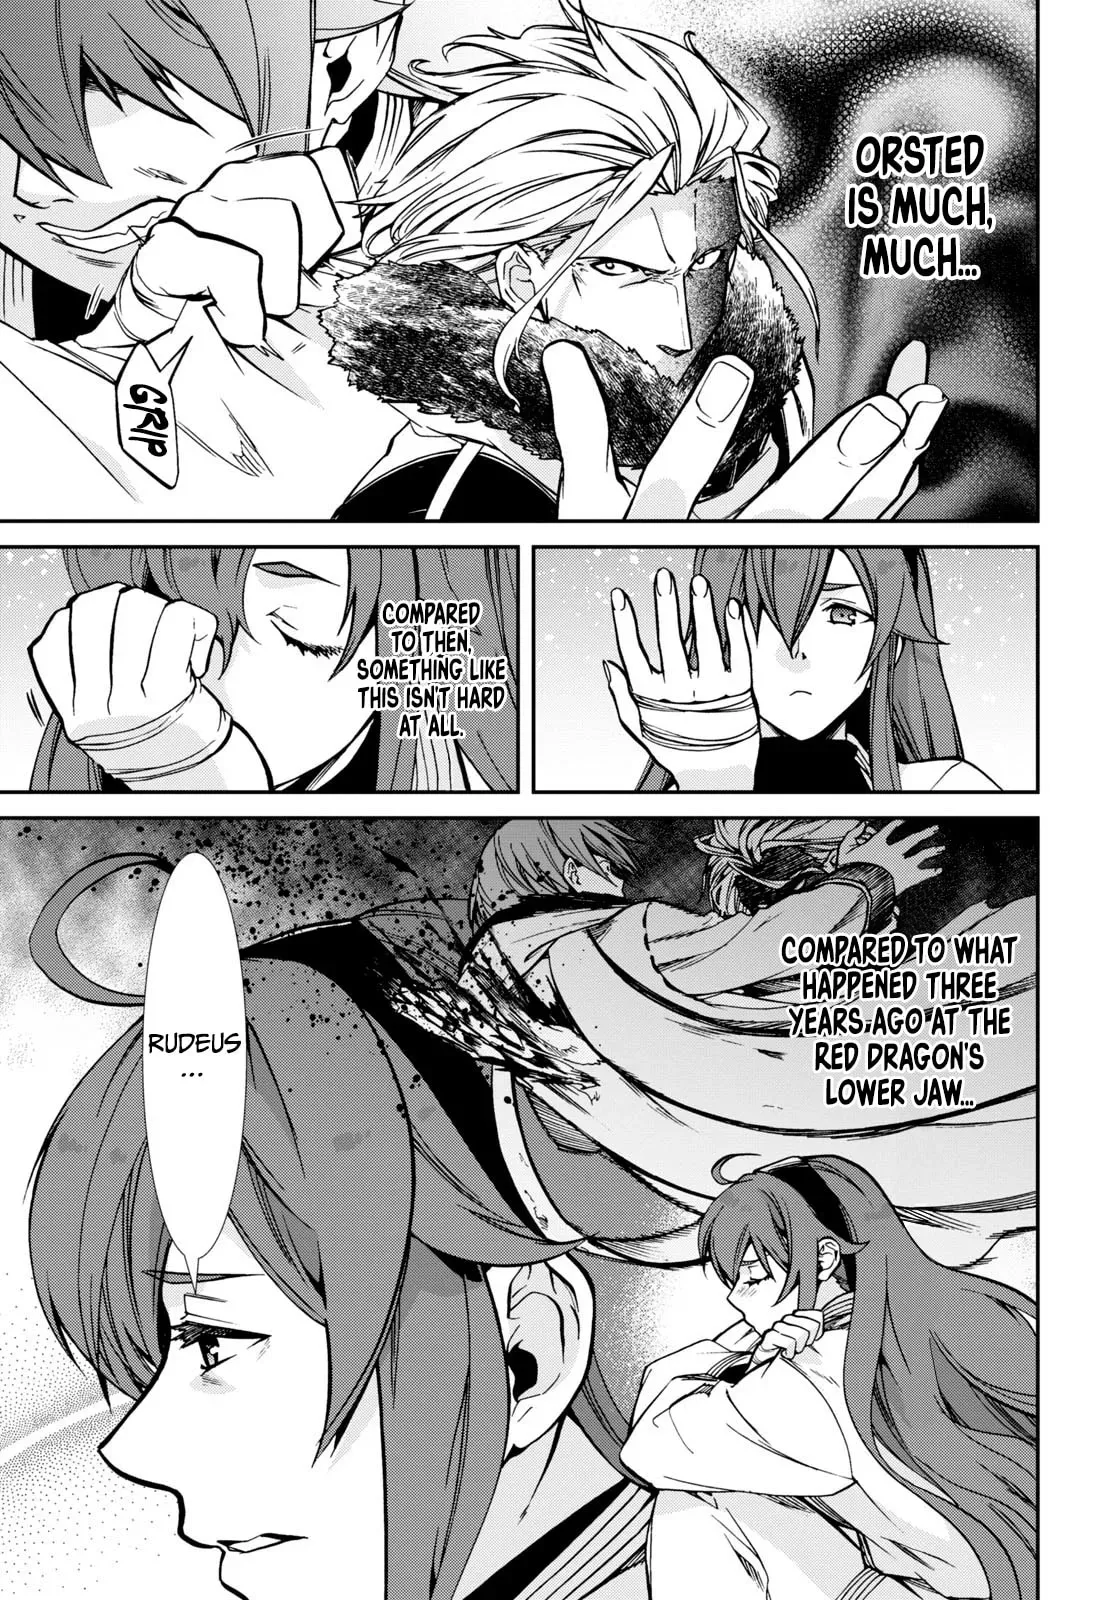 ORSTED
IS MUCH,
MUCH...
GRIP
COMPARED
TO THEN,
SOMETHING LIKE
THIS ISN'T HARD
AT ALL.
COMPARED TO WHAT
HAPPENED THREE
YEARS AGO AT THE
RED DRAGON'S
LOWER JAW...
RUDEUS
...